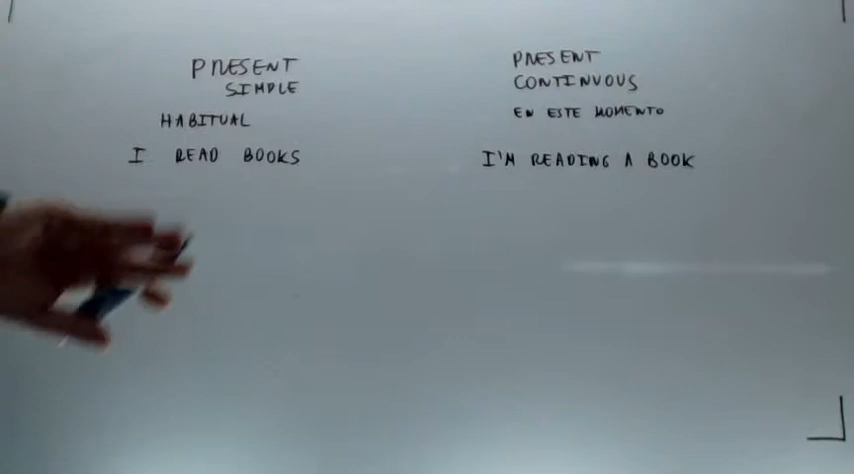 PRESENT
SIMPLE
HABITUAL
I READ BOOKS
PRESENT
CONTINUOUS
EN ESTE MOMENTO
I'M READING A BOOK